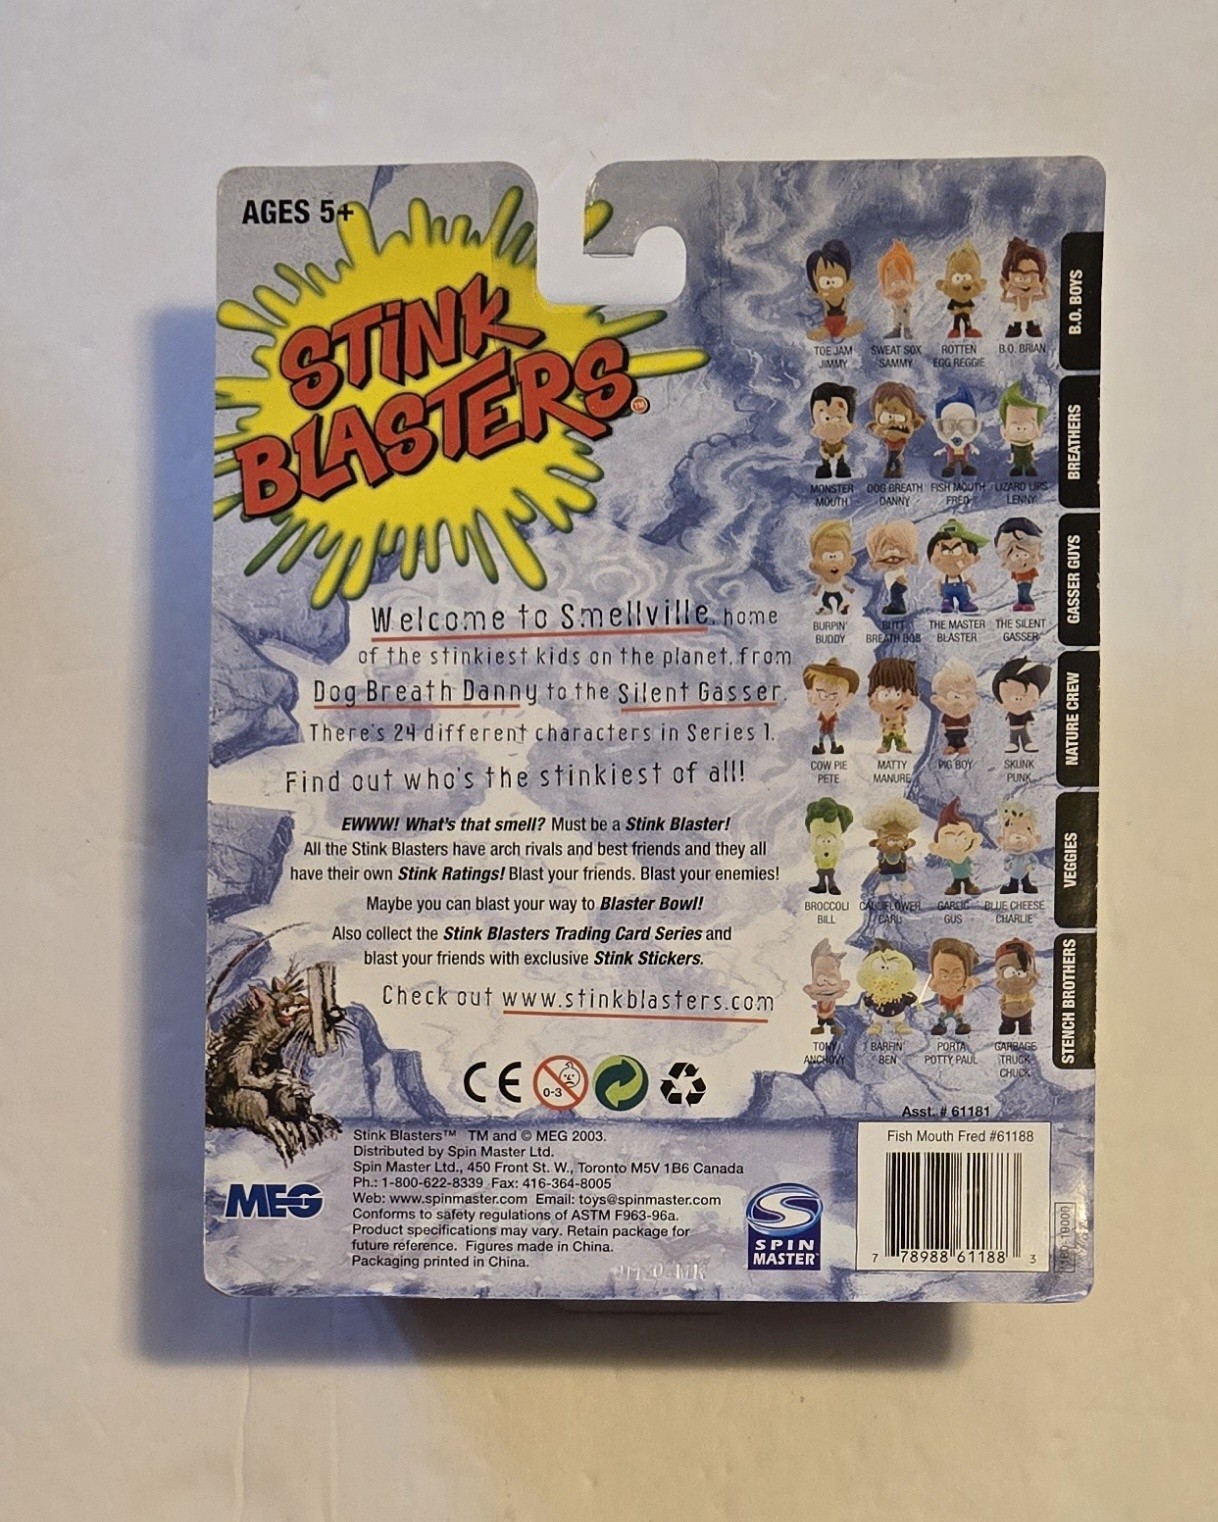 AGES 5+
STINK
BLASTERS
TM
Welcome to Smellville, home
of the stinkiest kids on the planet, from
Dog Breath Danny to the Silent Gasser.
There's 24 different characters in Series 1.
Find out who's the stinkiest of all!
EWWW! What's that smell? Must be a Stink Blaster!
All the Stink Blasters have arch rivals and best friends and they all
have their own Stink Ratings! Blast your friends. Blast your enemies!
Maybe you can blast your way to Blaster Bowl!
Also collect the Stink Blasters Trading Card Series and
blast your friends with exclusive Stink Stickers.
Check out www.stinkblasters.com
CE
0-3
Stink Blasters™ TM and © MEG 2003.
Distributed by Spin Master Ltd.
Spin Master Ltd., 450 Front St. W., Toronto M5V 1B6 Canada
Ph.: 1-800-622-8339 Fax: 416-364-8005
Web: www.spinmaster.com Email: toys@spinmaster.com
Conforms to safety regulations of ASTM F963-96a.
Product specifications may vary. Retain package for
future reference. Figures made in China.
Packaging printed in China.
MEG
SPIN
MASTER
TOE JAM
JIMMY
SWEAT SOX
SAMMY
ROTTEN
EGG REGGIE
B.O. BRIAN
B.O. BOYS
MONSTER
MOUTH
DOG BREATH
DANNY
FISH MOUTH
FRED
LIZARD LIPS
LENNY
BREATHERS
BURPIN'
BUDDY
BUTT
BREATH BOB
THE MASTER
BLASTER
THE SILENT
GASSER
GASSER GUYS
COW PIE
PETE
MATTY
MANURE
PIG BOY
SKUNK
PUNK
NATURE CREW
BROCCOLI
BILL
CAULIFLOWER
CARL
GARLIC
GUS
BLUE CHEESE
CHARLIE
VEGGIES
TONY
ANCHOVY
BARFIN'
BEN
PORTA
POTTY PAUL
GARBAGE
TRUCK
CHUCK
STENCH BROTHERS
Asst. # 61181
Fish Mouth Fred #61188
7 78988 61188 3